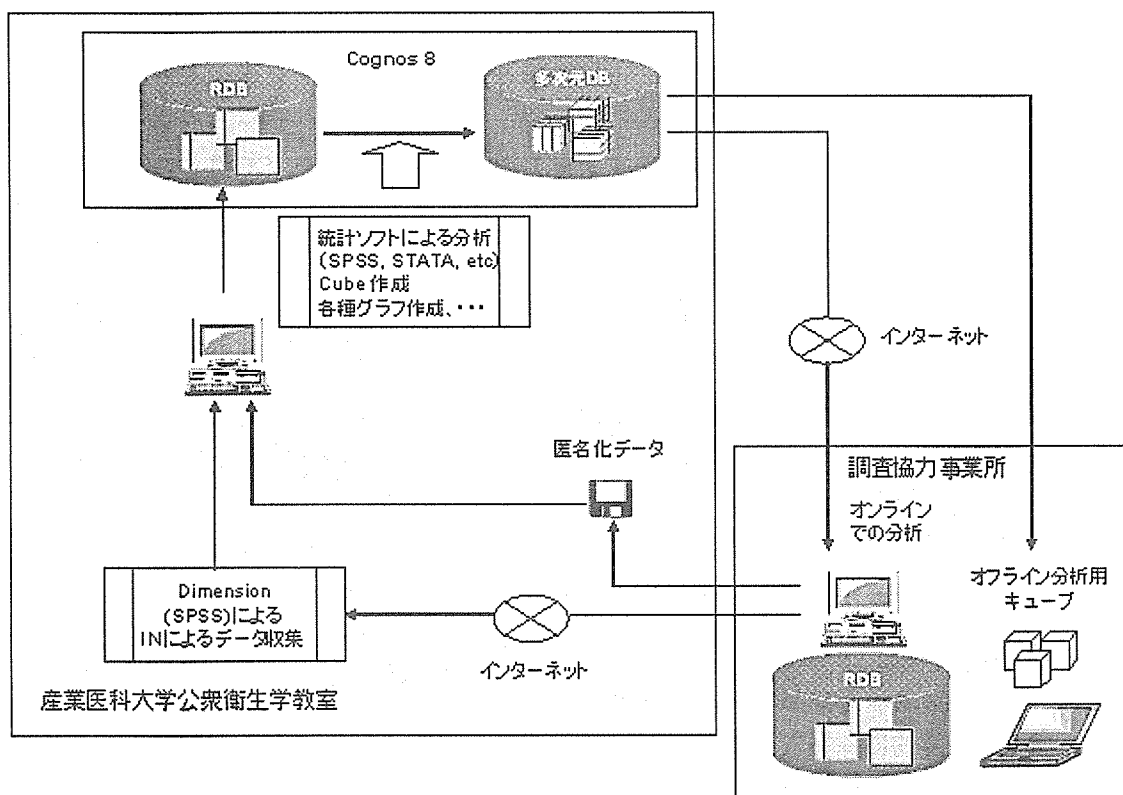 Cognos 8
RDB
多次元DB
統計ソフトによる分析
(SPSS, STATA, etc)
Cube 作成
各種グラフ作成、・・・
インターネット
匿名化データ
調査協力事業所
オンライン
での分析
オフライン分析用
キューブ
Dimension
(SPSS)による
INによるデータ収集
インターネット
RDB
産業医科大学公衆衛生学教室